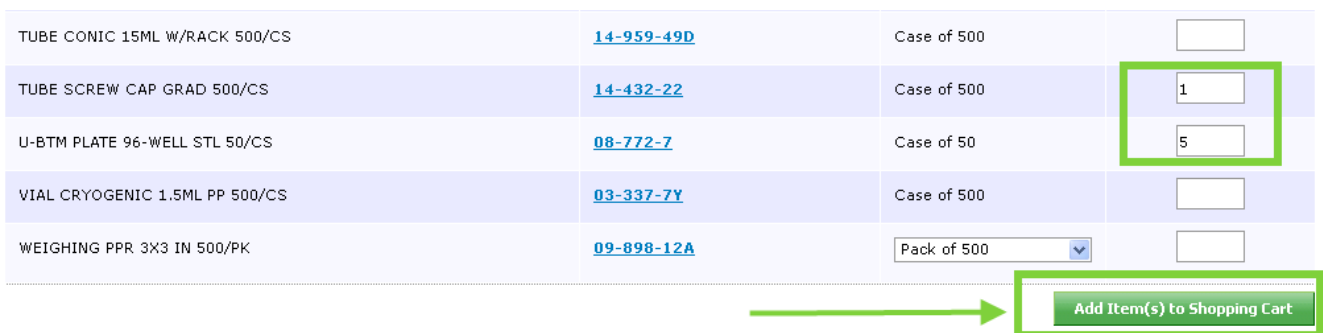 TUBE CONIC 15ML W/RACK 500/CS 14-959-49D Case of 500
TUBE SCREW CAP GRAD 500/CS 14-432-22 Case of 500 1
U-BTM PLATE 96-WELL STL 50/CS 08-772-7 Case of 50 5
VIAL CRYOGENIC 1.5ML PP 500/CS 03-337-7Y Case of 500
WEIGHING PPR 3X3 IN 500/PK 09-898-12A Pack of 500
Add Item(s) to Shopping Cart